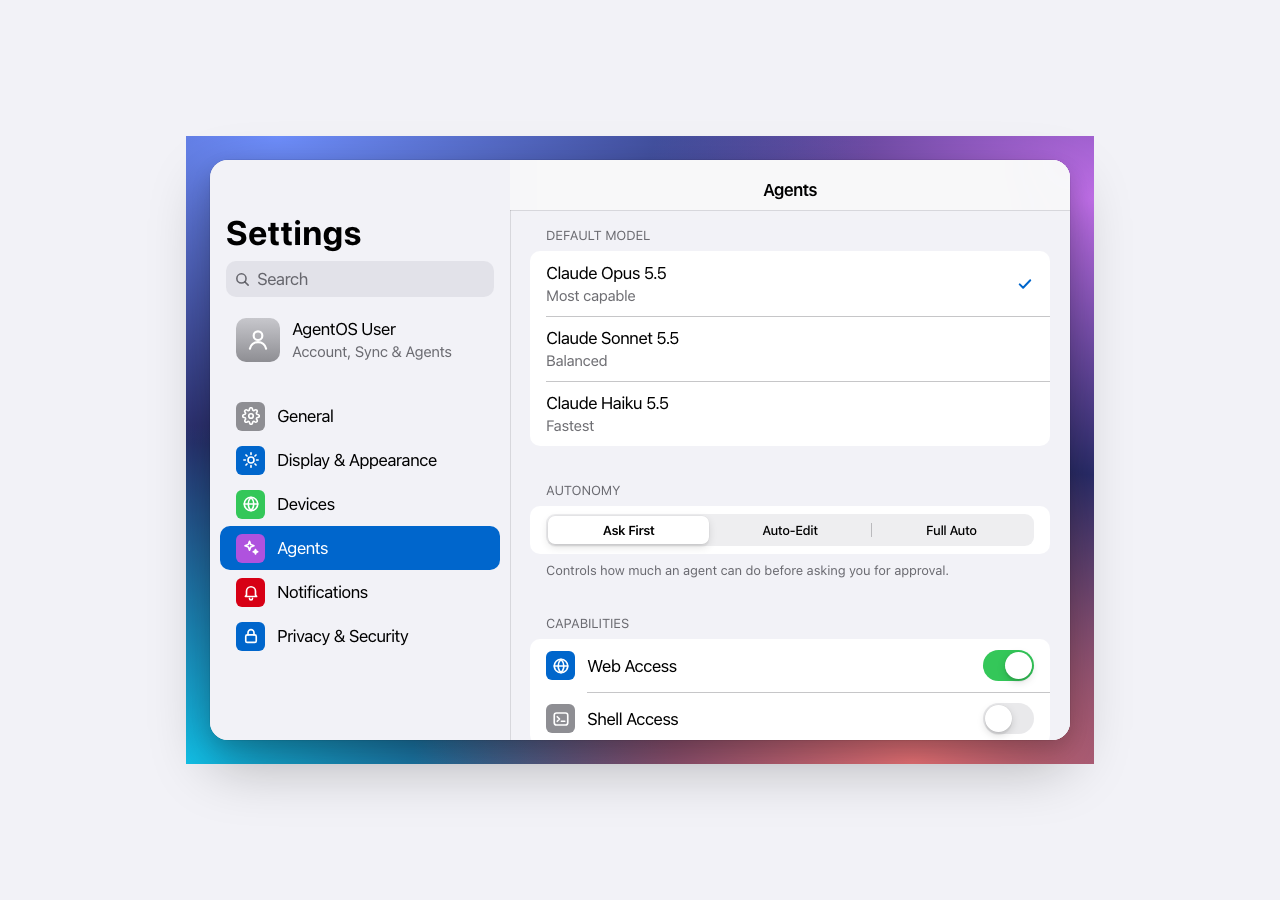 Settings
Search
AgentOS User
Account, Sync & Agents
General
Display & Appearance
Devices
Agents
Notifications
Privacy & Security
Agents
DEFAULT MODEL
Claude Opus 5.5
Most capable
Claude Sonnet 5.5
Balanced
Claude Haiku 5.5
Fastest
AUTONOMY
Ask First
Auto-Edit
Full Auto
Controls how much an agent can do before asking you for approval.
CAPABILITIES
Web Access
Shell Access